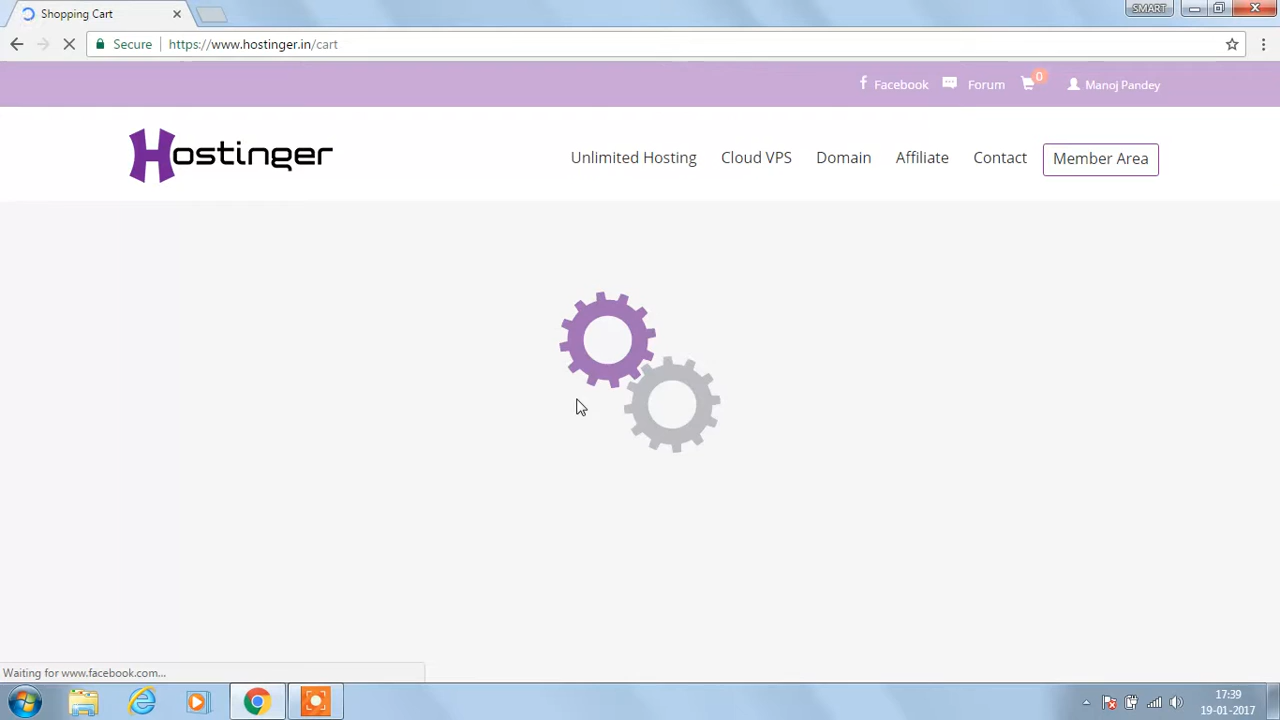 Shopping Cart
SMART
Secure
https://www.hostinger.in/cart
Facebook
Forum
0
Manoj Pandey
Hostinger
Unlimited Hosting
Cloud VPS
Domain
Affiliate
Contact
Member Area
Waiting for www.facebook.com...
17:39
19-01-2017